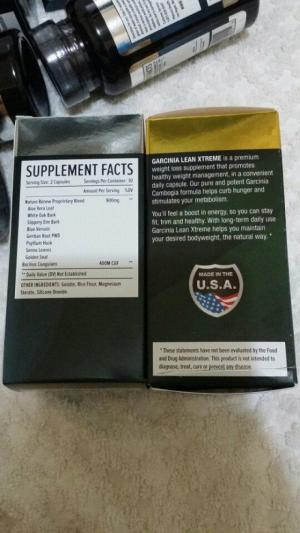 SUPPLEMENT FACTS
Serving Size: 2 Capsules Servings Per Container: 30
Amount Per Serving %DV
Nature Renew Proprietary Blend 900mg **
Aloe Vera Leaf
White Oak Bark
Slippery Elm Bark
Blue Vervain
German Root PWD
Psyllium Husk
Senna Leaves
Golden Seal
Bacillus Coagulans 400M CUF **
** Daily Value (DV) Not Established
OTHER INGREDIENTS: Gelatin, Rice Flour, Magnesium
Sterate, Silicone Dioxide
GARCINIA LEAN XTREME is a premium
weight loss supplement that promotes
healthy weight management, in a convenient
daily capsule. Our pure and potent Garcinia
Cambogia formula helps curb hunger and
stimulates your metabolism.
You'll feel a boost in energy, so you can stay
fit, trim and healthy. With long-term daily use
Garcinia Lean Xtreme helps you maintain
your desired bodyweight, the natural way. *
MADE IN THE
U.S.A.
* These statements have not been evaluated by the Food
and Drug Administration. This product is not intended to
diagnose, treat, cure or prevent any disease.